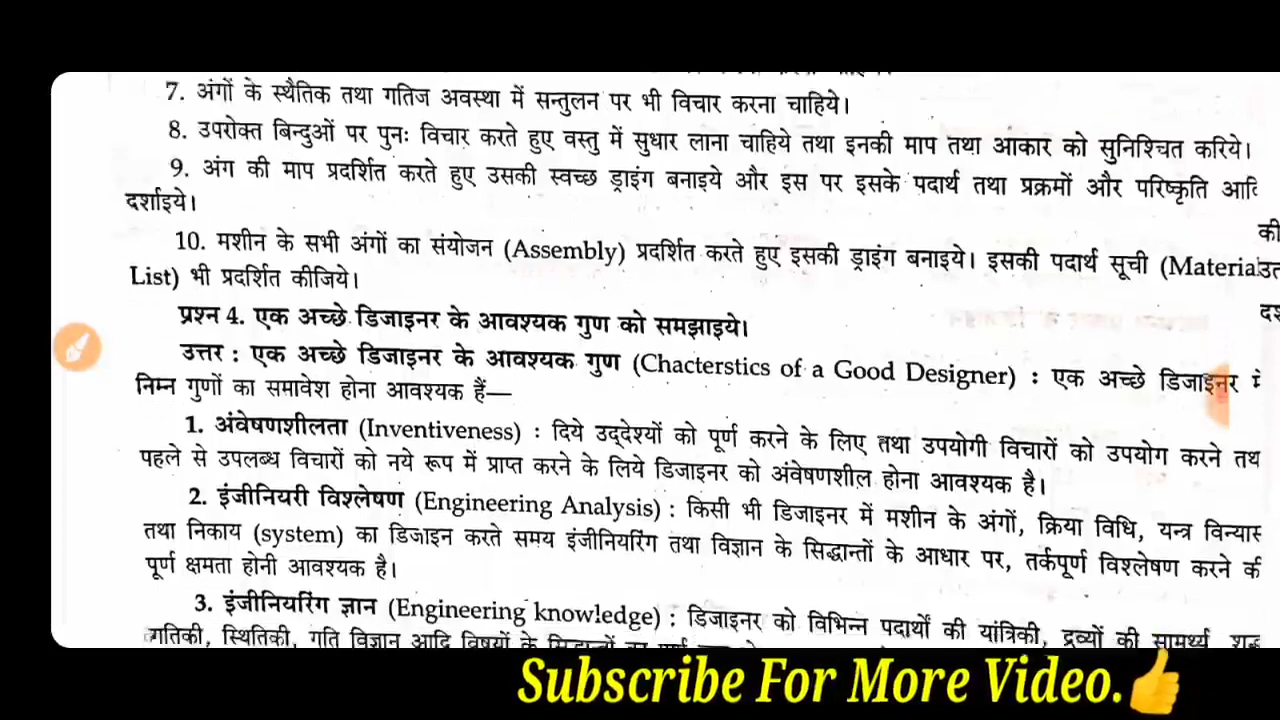 7. अंगों के स्थैतिक तथा गतिज अवस्था में सन्तुलन पर भी विचार करना चाहिये।
8. उपरोक्त बिन्दुओं पर पुनः विचार करते हुए वस्तु में सुधार लाना चाहिये तथा इनकी माप तथा आकार को सुनिश्चित करिये।
9. अंग की माप प्रदर्शित करते हुए उसकी स्वच्छ ड्राइंग बनाइये और इस पर इसके पदार्थ तथा प्रक्रमों और परिष्कृति
दर्शाइये।
की
10. मशीन के सभी अंगों का संयोजन (Assembly) प्रदर्शित करते हुए इसकी ड्राइंग बनाइये। इसकी पदार्थ सूची (Material
List) भी प्रदर्शित कीजिये।
प्रश्न 4. एक अच्छे डिजाइनर के आवश्यक गुण को समझाइये।
उत्तर : एक अच्छे डिजाइनर के आवश्यक गुण (Chacterstics of a Good Designer) : एक अच्छे डिजाइनर में
निम्न गुणों का समावेश होना आवश्यक हैं—
1. अंवेषणशीलता (Inventiveness) : दिये उद्देश्यों को पूर्ण करने के लिए तथा उपयोगी विचारों को उपयोग करने
पहले से उपलब्ध विचारों को नये रूप में प्राप्त करने के लिये डिजाइनर को अंवेषणशील होना आवश्यक है।
2. इंजीनियरी विश्लेषण (Engineering Analysis) : किसी भी डिजाइनर में मशीन के अंगों, क्रिया विधि, यन्त्र विन्यास
तथा निकाय (system) का डिजाइन करते समय इंजीनियरिंग तथा विज्ञान के सिद्धान्तों के आधार पर, तर्कपूर्ण विश्लेषण करने की
पूर्ण क्षमता होनी आवश्यक है।
3. इंजीनियरिंग ज्ञान (Engineering knowledge) : डिजाइनर को विभिन्न पदार्थों की यांत्रिकी, द्रव्यों की सामर्थ्य
गतिकी, स्थितिकी, गति विज्ञान आदि विषयों के सिद्धान्तों
Subscribe For More Video.